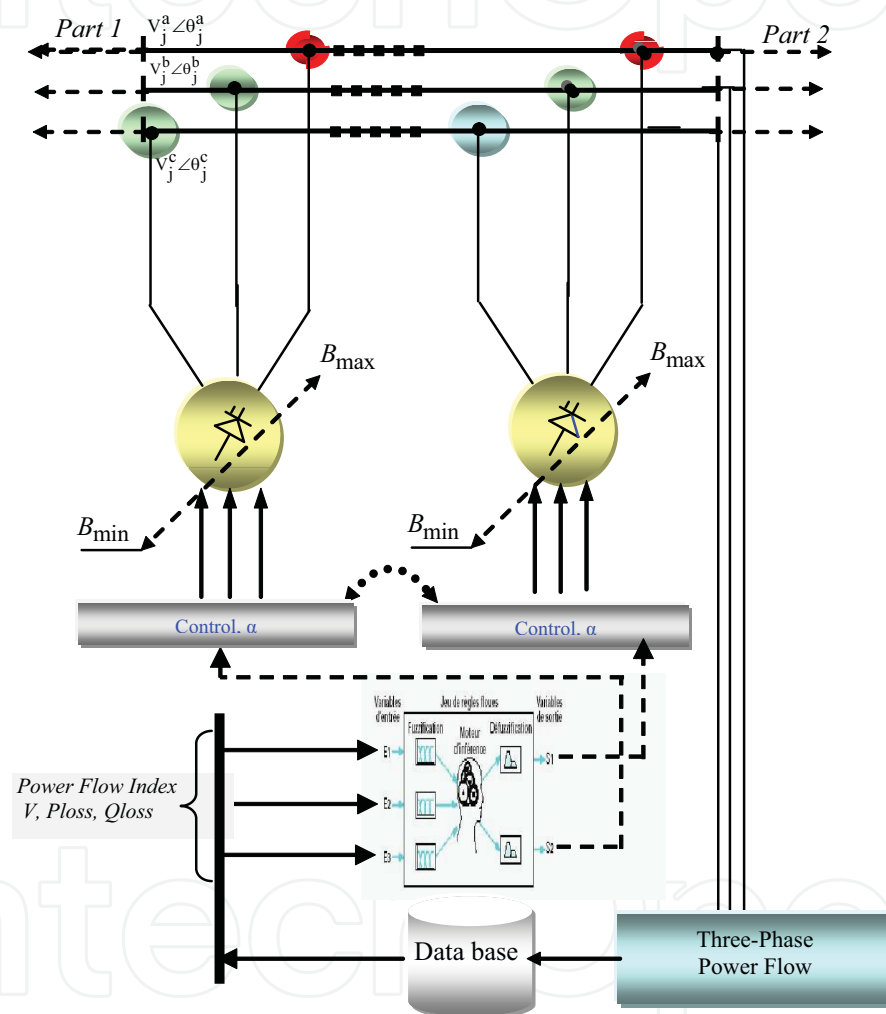 Part 1
V_j^a∠θ_j^a
Part 2
V_j^b∠θ_j^b
V_j^c∠θ_j^c
B_max
B_max
B_min
B_min
Control. α
Control. α
Variables d'entrée
Jeu de règles floues
Variables de sortie
Fuzzification
Moteur d'inférence
Défuzzification
E1
S1
E2
E3
S2
Power Flow Index
V, Ploss, Qloss
Data base
Three-Phase
Power Flow